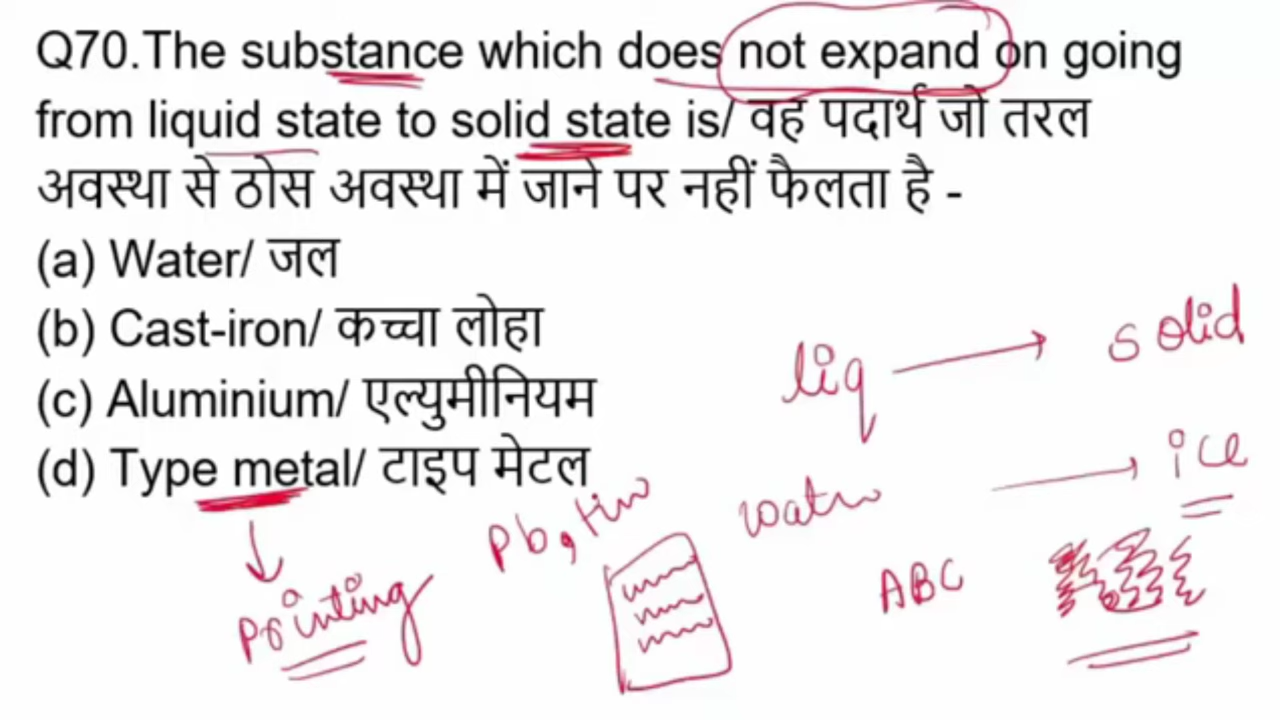 Q70.The substance which does not expand on going
from liquid state to solid state is/ वह पदार्थ जो तरल
अवस्था से ठोस अवस्था में जाने पर नहीं फैलता है -
(a) Water/ जल
(b) Cast-iron/ कच्चा लोहा
(c) Aluminium/ एल्युमीनियम
(d) Type metal/ टाइप मेटल
liq → solid
water → ice
Pb, tin
ABC
printing